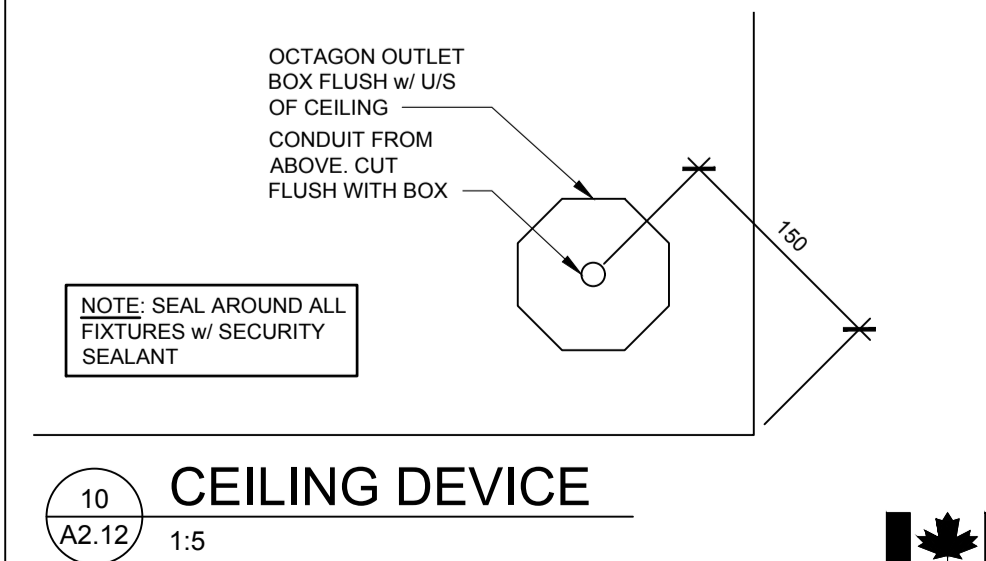 OCTAGON OUTLET
BOX FLUSH w/ U/S
OF CEILING
CONDUIT FROM
ABOVE. CUT
FLUSH WITH BOX
150
NOTE: SEAL AROUND ALL
FIXTURES w/ SECURITY
SEALANT
10
A2.12
CEILING DEVICE
1:5